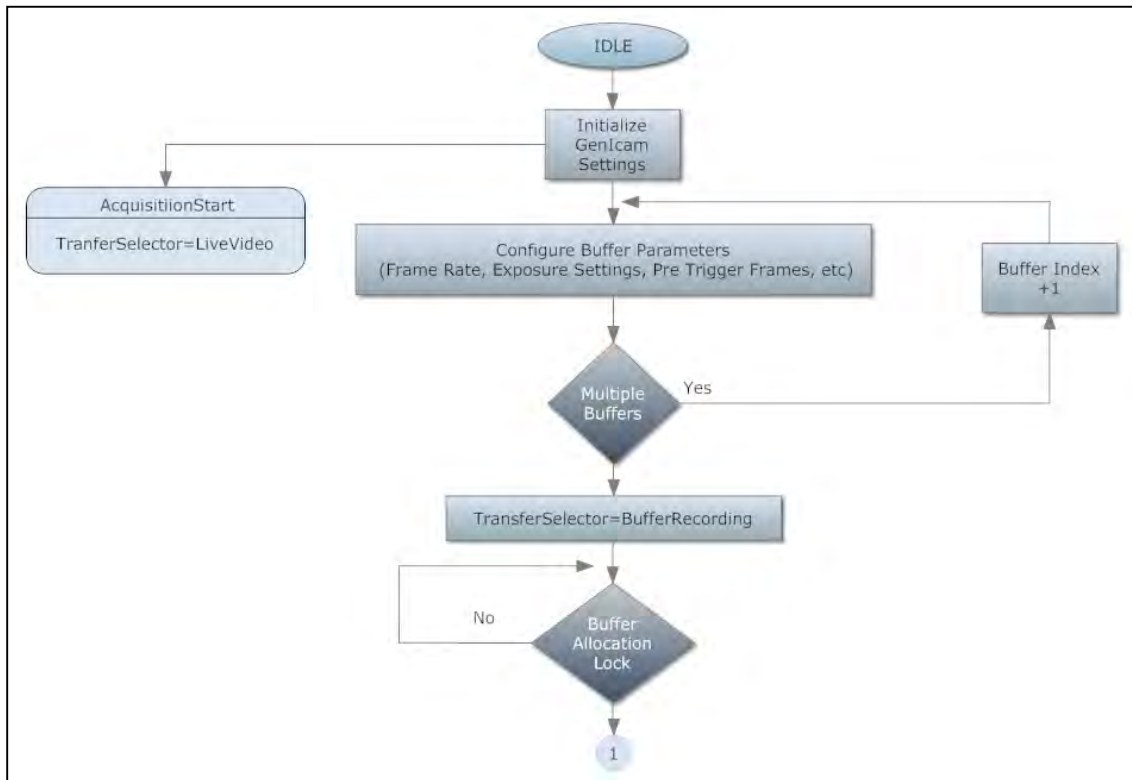 IDLE
Initialize
GenIcam
Settings
AcquisitiionStart
TranferSelector=LiveVideo
Configure Buffer Parameters
(Frame Rate, Exposure Settings, Pre Trigger Frames, etc)
Buffer Index
+1
Multiple
Buffers
Yes
TransferSelector=BufferRecording
No
Buffer
Allocation
Lock
1